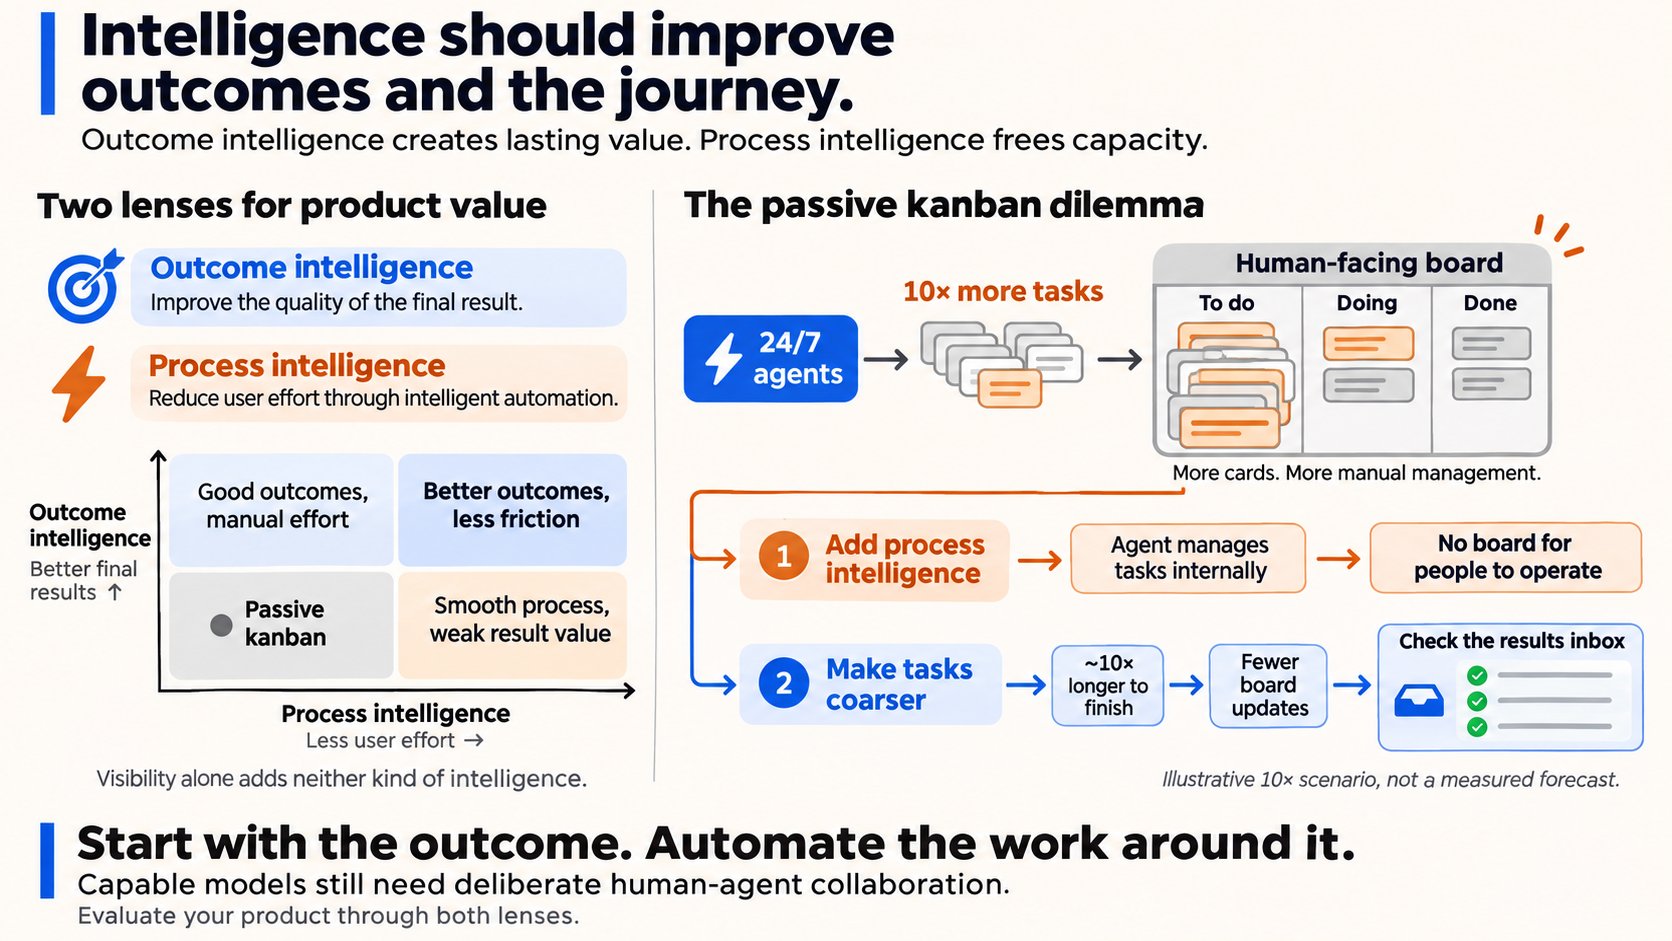 Intelligence should improve
outcomes and the journey.
Outcome intelligence creates lasting value. Process intelligence frees capacity.
Two lenses for product value
Outcome intelligence
Improve the quality of the final result.
Process intelligence
Reduce user effort through intelligent automation.
Outcome
intelligence
Better final
results ↑
Good outcomes,
manual effort
Better outcomes,
less friction
Passive
kanban
Smooth process,
weak result value
Process intelligence
Less user effort →
Visibility alone adds neither kind of intelligence.
The passive kanban dilemma
24/7
agents
10× more tasks
Human-facing board
To do
Doing
Done
More cards. More manual management.
1
Add process
intelligence
Agent manages
tasks internally
No board for
people to operate
2
Make tasks
coarser
~10×
longer to
finish
Fewer
board
updates
Check the results inbox
Illustrative 10× scenario, not a measured forecast.
Start with the outcome. Automate the work around it.
Capable models still need deliberate human-agent collaboration.
Evaluate your product through both lenses.